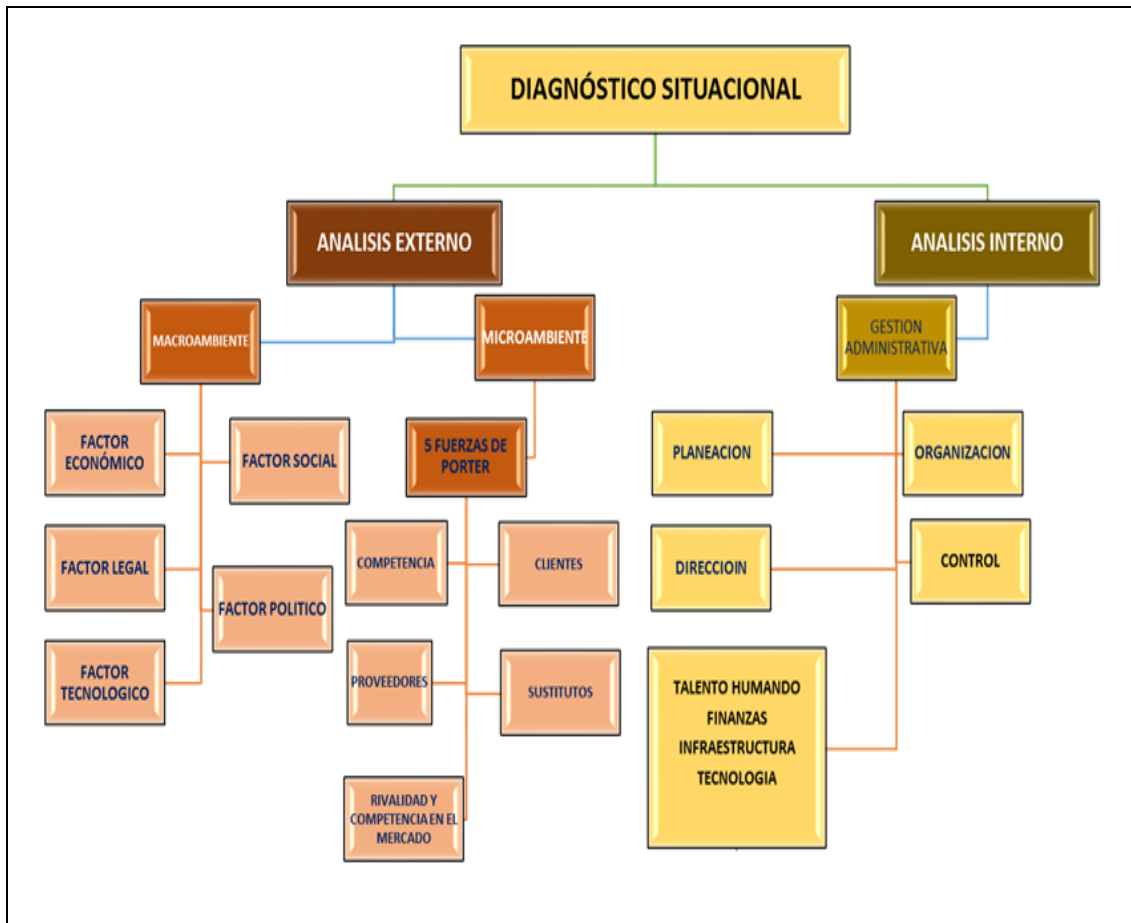 DIAGNÓSTICO SITUACIONAL
ANALISIS EXTERNO
ANALISIS INTERNO
MACROAMBIENTE
MICROAMBIENTE
GESTION
ADMINISTRATIVA
FACTOR
ECONÓMICO
FACTOR SOCIAL
5 FUERZAS DE
PORTER
PLANEACION
ORGANIZACION
FACTOR LEGAL
FACTOR POLITICO
COMPETENCIA
CLIENTES
DIRECCIOIN
CONTROL
FACTOR
TECNOLOGICO
PROVEEDORES
SUSTITUTOS
TALENTO HUMANDO
FINANZAS
INFRAESTRUCTURA
TECNOLOGIA
RIVALIDAD Y
COMPETENCIA EN EL
MERCADO